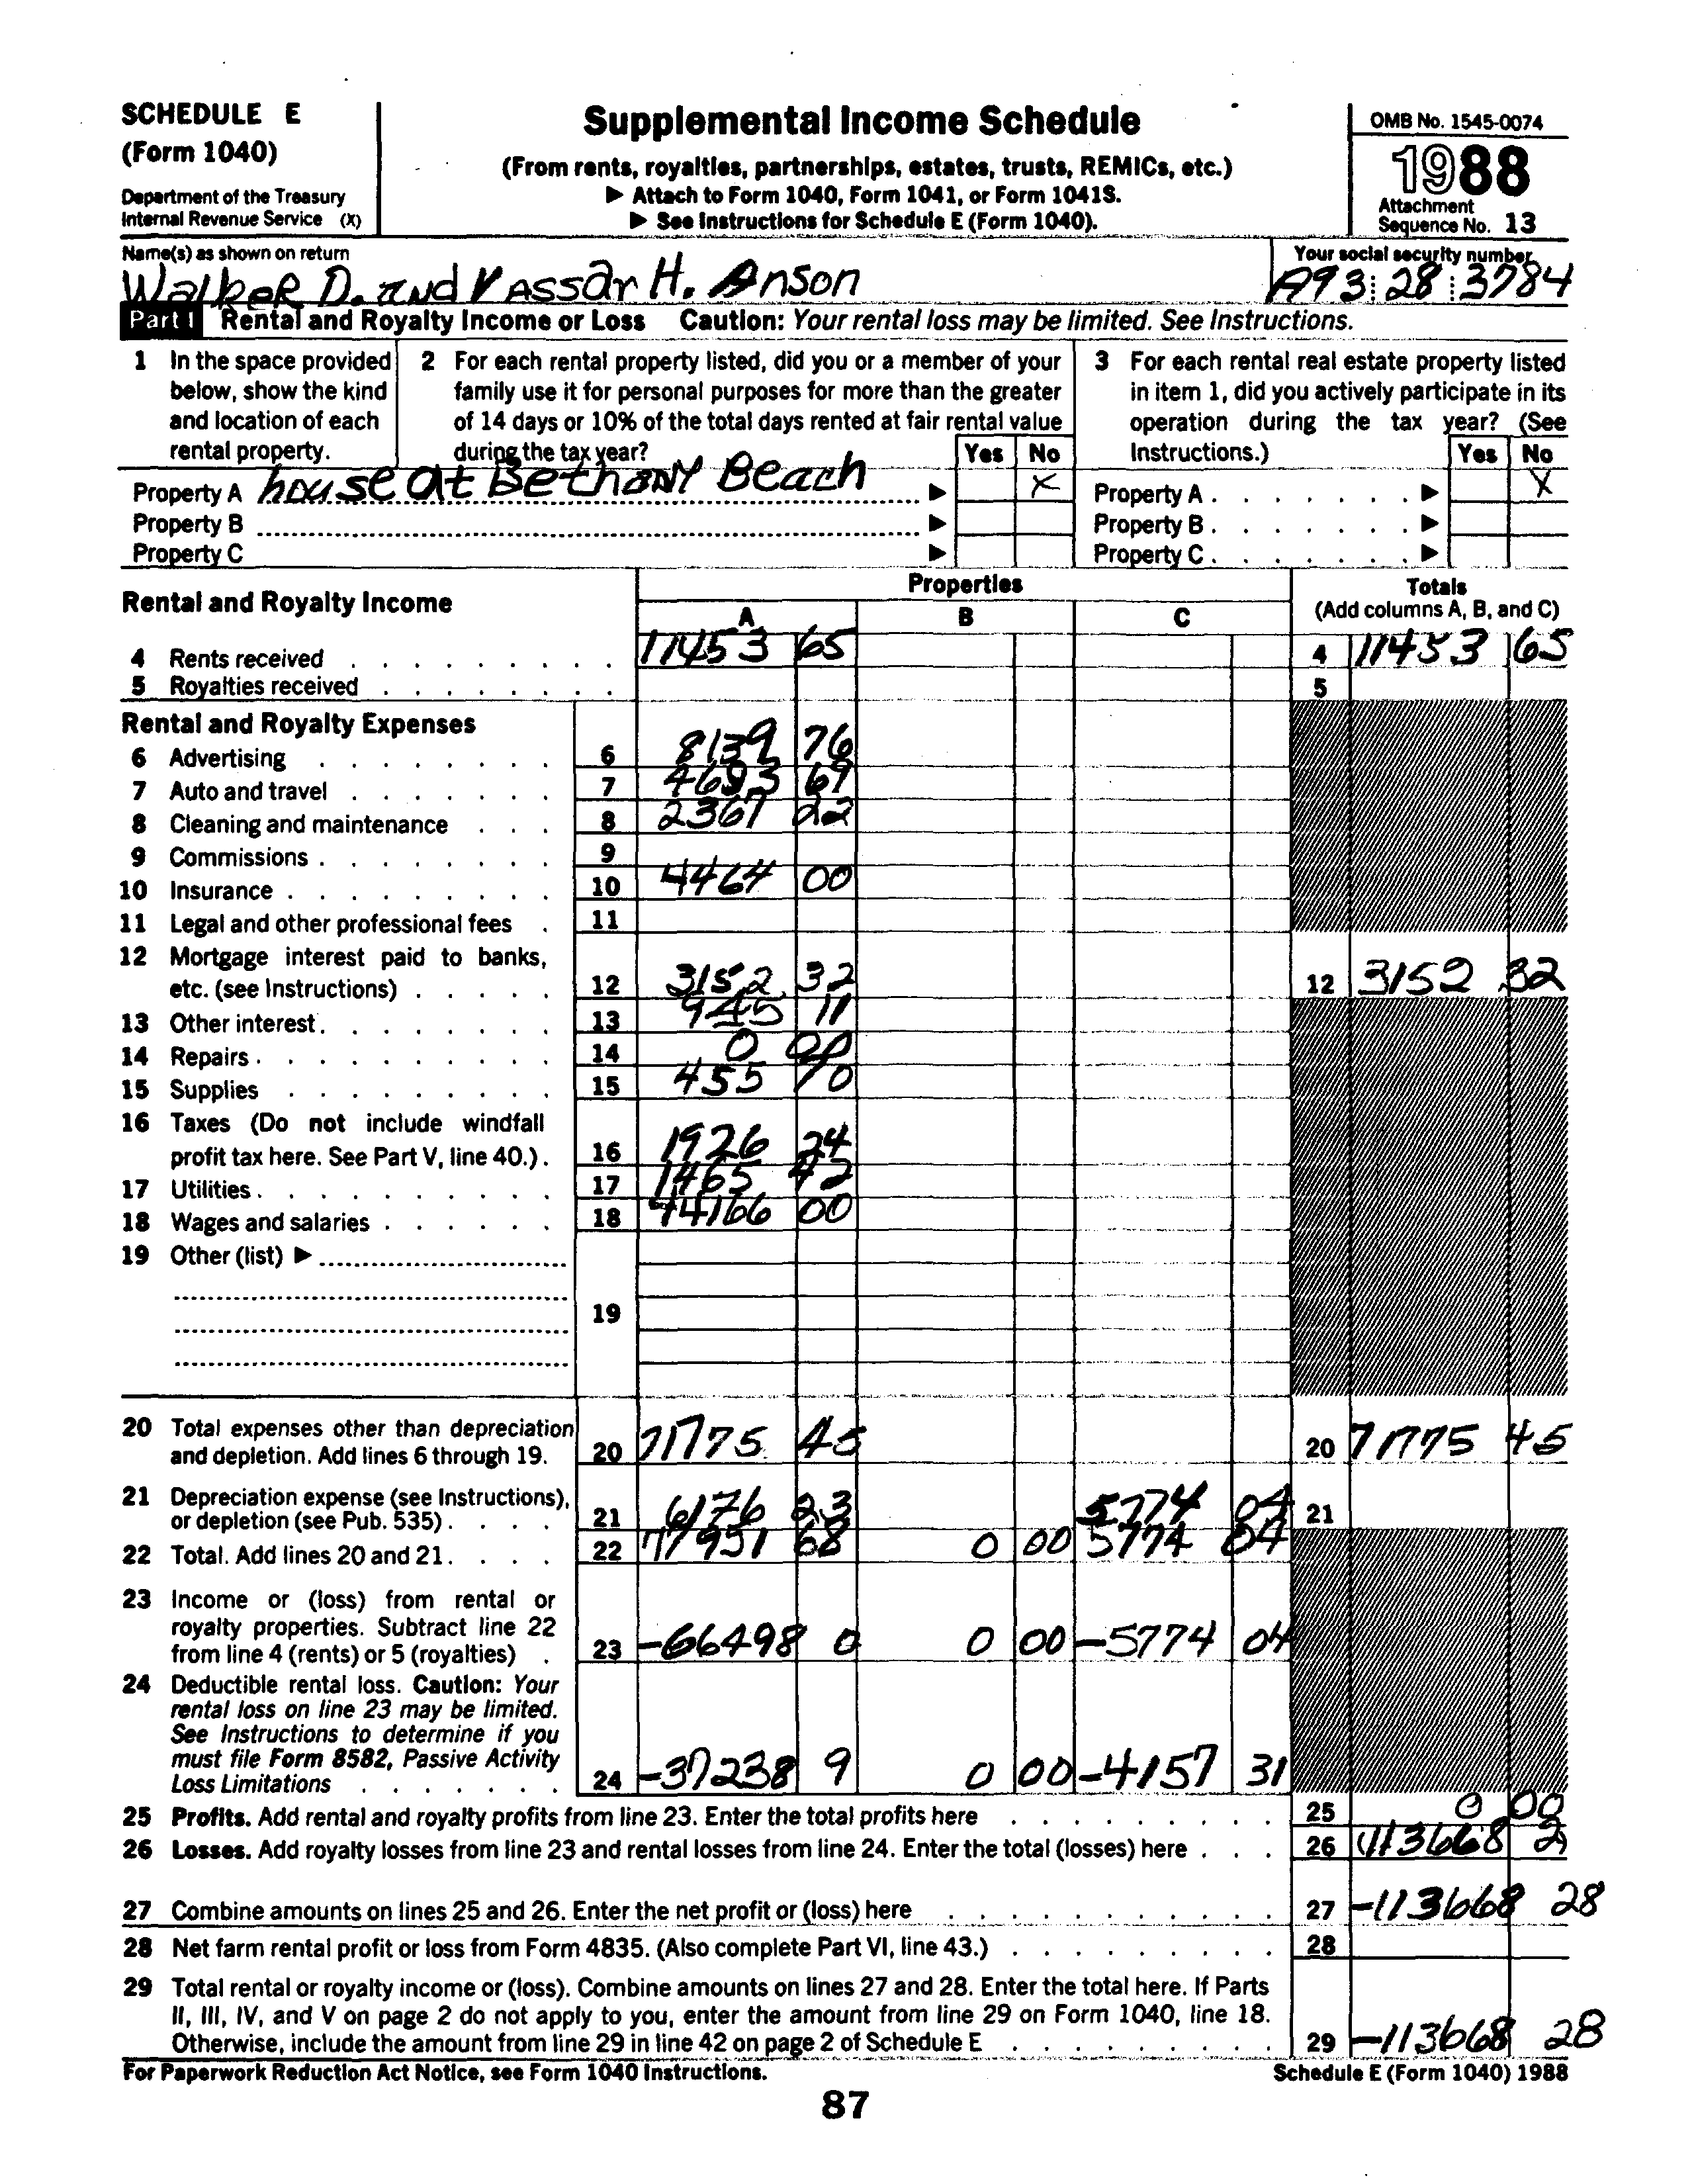 SCHEDULE E
(Form 1040)
Department of the Treasury
Internal Revenue Service (X)
Supplemental Income Schedule
(From rents, royalties, partnerships, estates, trusts, REMICs, etc.)
▶ Attach to Form 1040, Form 1041, or Form 1041S.
▶ See Instructions for Schedule E (Form 1040).
OMB No. 1545-0074
1988
Attachment
Sequence No. 13
Name(s) as shown on return
Walker D. and Vassar H. Anson
Your social security number
A93 28 3784
Part I Rental and Royalty Income or Loss Caution: Your rental loss may be limited. See Instructions.
1 In the space provided
below, show the kind
and location of each
rental property.
2 For each rental property listed, did you or a member of your
family use it for personal purposes for more than the greater
of 14 days or 10% of the total days rented at fair rental value
during the tax year? Yes No
3 For each rental real estate property listed
in item 1, did you actively participate in its
operation during the tax year? (See
Instructions.) Yes No
Property A house at Bethany Beach ▶ X Property A ▶ X
Property B ▶ Property B ▶
Property C ▶ Property C ▶
Rental and Royalty Income
Properties
A B C
Totals
(Add columns A, B, and C)
4 Rents received 11453 65 4 11453 65
5 Royalties received 5
Rental and Royalty Expenses
6 Advertising 6 8139 76
7 Auto and travel 7 4693 69
8 Cleaning and maintenance 8 2367 22
9 Commissions 9
10 Insurance 10 4464 00
11 Legal and other professional fees 11
12 Mortgage interest paid to banks,
etc. (see Instructions) 12 3152 32 12 3152 32
13 Other interest 13 945 11
14 Repairs 14 0 00
15 Supplies 15 455 70
16 Taxes (Do not include windfall
profit tax here. See Part V, line 40.) 16 1926 24
17 Utilities 17 1465 42
18 Wages and salaries 18 44166 00
19 Other (list) ▶
19
20 Total expenses other than depreciation
and depletion. Add lines 6 through 19. 20 71775 45 20 71775 45
21 Depreciation expense (see Instructions),
or depletion (see Pub. 535) 21 6176 23 5774 04 21
22 Total. Add lines 20 and 21 22 77951 68 0 00 5774 04
23 Income or (loss) from rental or
royalty properties. Subtract line 22
from line 4 (rents) or 5 (royalties) 23 -66498 0 0 00 -5774 04
24 Deductible rental loss. Caution: Your
rental loss on line 23 may be limited.
See Instructions to determine if you
must file Form 8582, Passive Activity
Loss Limitations 24 -37238 9 0 00 -4157 31
25 Profits. Add rental and royalty profits from line 23. Enter the total profits here 25 0 00
26 Losses. Add royalty losses from line 23 and rental losses from line 24. Enter the total (losses) here 26 (113668 2)
27 Combine amounts on lines 25 and 26. Enter the net profit or (loss) here 27 -113668 28
28 Net farm rental profit or loss from Form 4835. (Also complete Part VI, line 43.) 28
29 Total rental or royalty income or (loss). Combine amounts on lines 27 and 28. Enter the total here. If Parts
II, III, IV, and V on page 2 do not apply to you, enter the amount from line 29 on Form 1040, line 18.
Otherwise, include the amount from line 29 in line 42 on page 2 of Schedule E 29 -113668 28
For Paperwork Reduction Act Notice, see Form 1040 Instructions. Schedule E (Form 1040) 1988
87